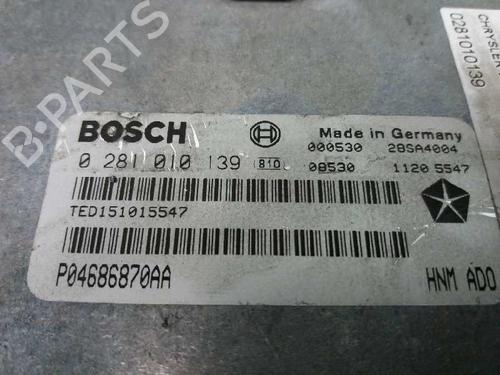 B-PARTS
CHRYSLER
0281010139
BOSCH
Made in Germany
0 281 010 139 810
000530 28SA4004
08530 1120 5547
TED151015547
P04686870AA
HNM ADO